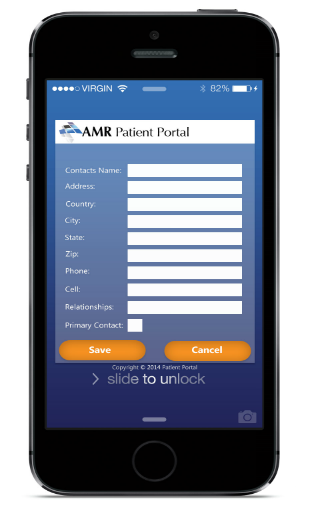 VIRGIN 82%
AMR Patient Portal
Contacts Name:
Address:
Country:
City:
State:
Zip:
Phone:
Cell:
Relationships:
Primary Contact:
Save Cancel
Copyright © 2014 Patient Portal
> slide to unlock